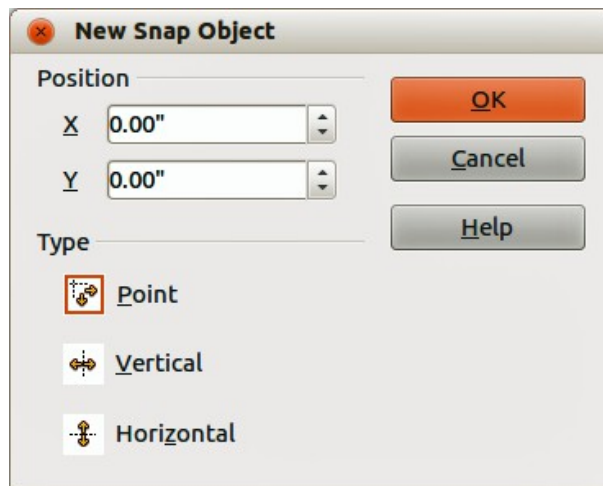 New Snap Object
Position
X 0.00"
Y 0.00"
OK
Cancel
Help
Type
Point
Vertical
Horizontal